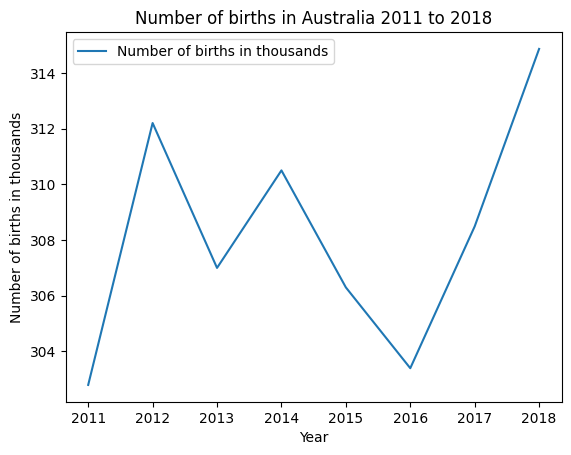 Number of births in Australia 2011 to 2018
Number of births in thousands
Number of births in thousands
314
312
310
308
306
304
2011 2012 2013 2014 2015 2016 2017 2018
Year